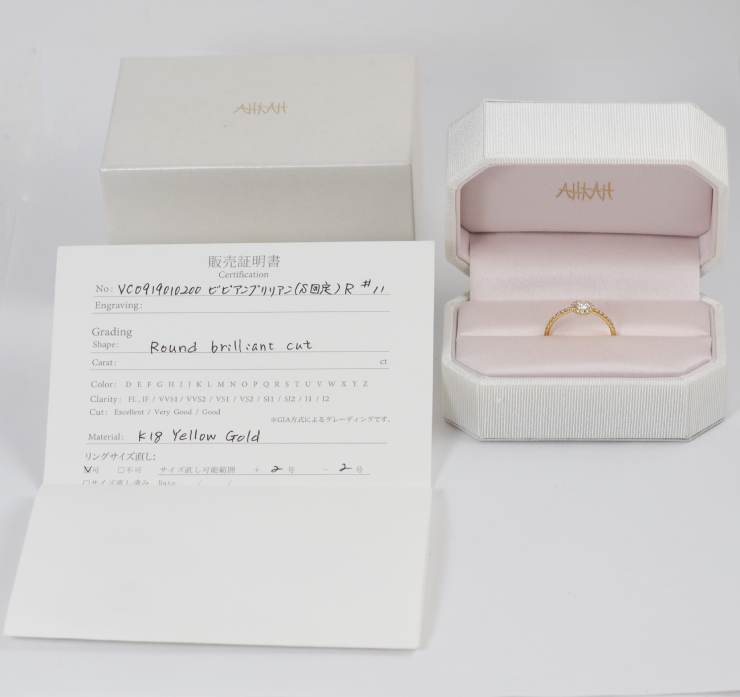 AHKAH
AHKAH
販売証明書
Certification
No: VC0919010200 ビビアンブリリアン(S固定) R #11
Engraving:
Grading
Shape: Round brilliant cut
Carat: ct
Color: D E F G H I J K L M N O P Q R S T U V W X Y Z
Clarity: FL, IF / VVS1 / VVS2 / VS1 / VS2 / SI1 / SI2 / I1 / I2
Cut: Excellent / Very Good / Good
※GIA方式によるグレーディングです。
Material: K18 Yellow Gold
リングサイズ直し:
☑可 □不可 サイズ直し可能範囲 + 2 号 - 2 号
□サイズ直し済み Date / /